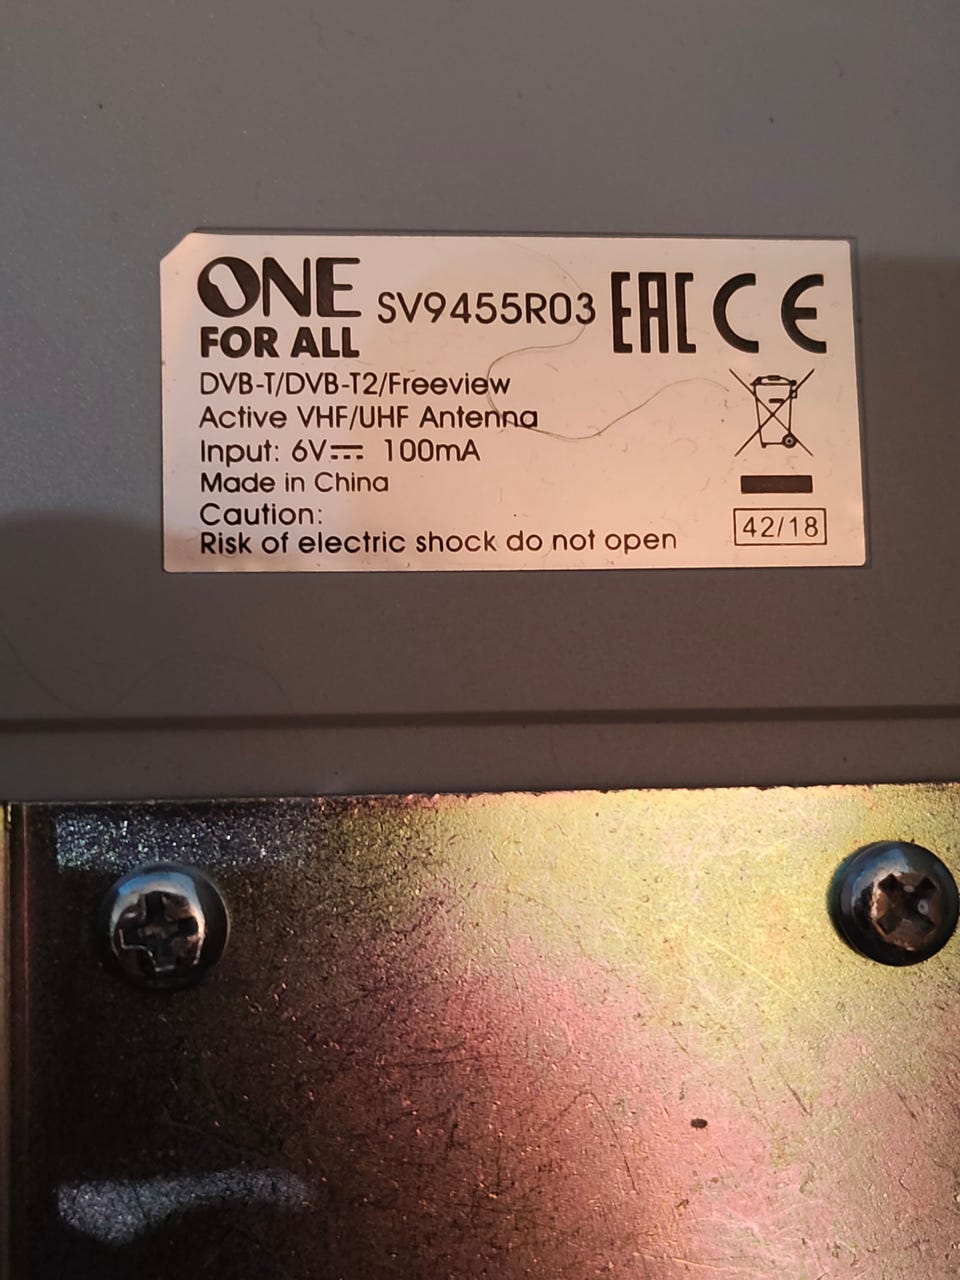 ONE
FOR ALL
SV9455R03 EAC CE
DVB-T/DVB-T2/Freeview
Active VHF/UHF Antenna
Input: 6V⎓ 100mA
Made in China
Caution:
Risk of electric shock do not open
42/18